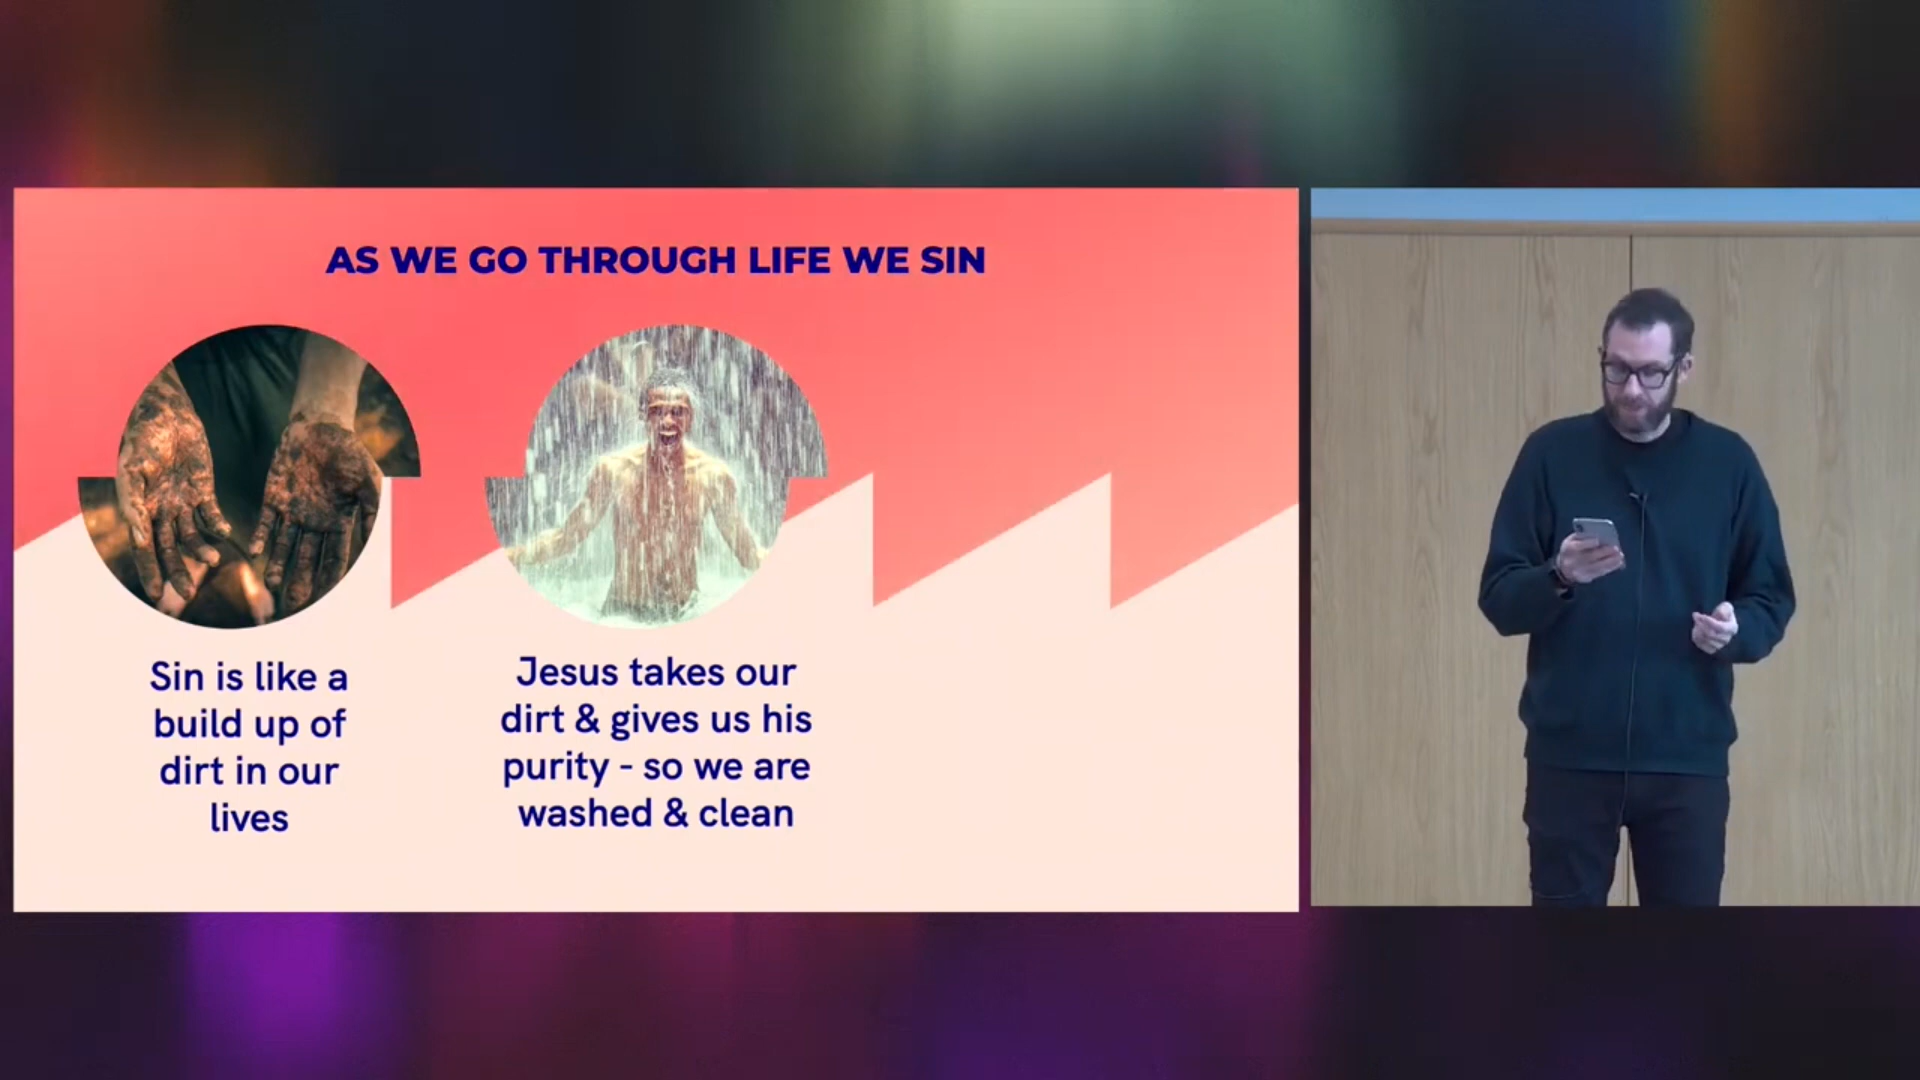 AS WE GO THROUGH LIFE WE SIN
Sin is like a
build up of
dirt in our
lives
Jesus takes our
dirt & gives us his
purity - so we are
washed & clean